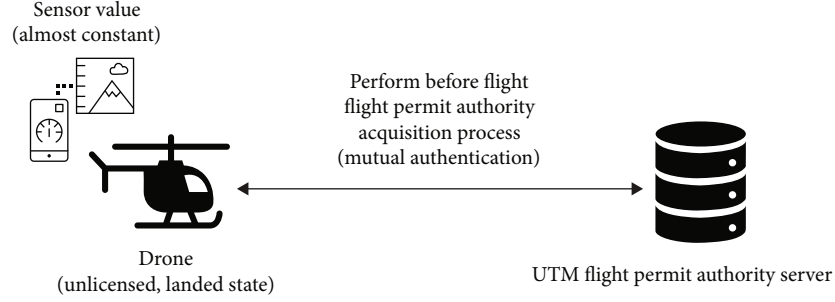 Sensor value
(almost constant)
Perform before flight
flight permit authority
acquisition process
(mutual authentication)
Drone
(unlicensed, landed state)
UTM flight permit authority server